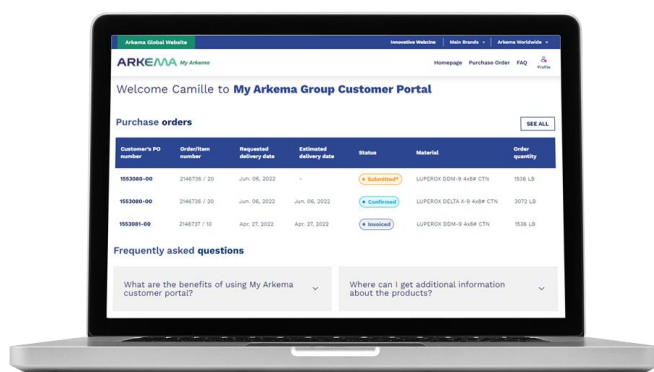 Arkema Global Website Innovative Website Main Brands Arkema Worldwide
ARKEMA My Arkema Homepage Purchase Order FAQ Profile
Welcome Camille to My Arkema Group Customer Portal
Purchase orders SEE ALL
Customer's PO number Order/Item number Requested delivery date Estimated delivery date Status Material Order quantity
1553080-00 2146736 / 20 Jun. 06, 2022 - Submitted* LUPEROX DDM-9 4x8# CTN 1536 LB
1553080-00 2146736 / 30 Jun. 06, 2022 Jun. 06, 2022 Confirmed LUPEROX DELTA X-9 4x8# CTN 3072 LB
1553081-00 2146737 / 10 Apr. 27, 2022 Apr. 27, 2022 Invoiced LUPEROX DDM-9 4x8# CTN 1536 LB
Frequently asked questions
What are the benefits of using My Arkema customer portal? Where can I get additional information about the products?